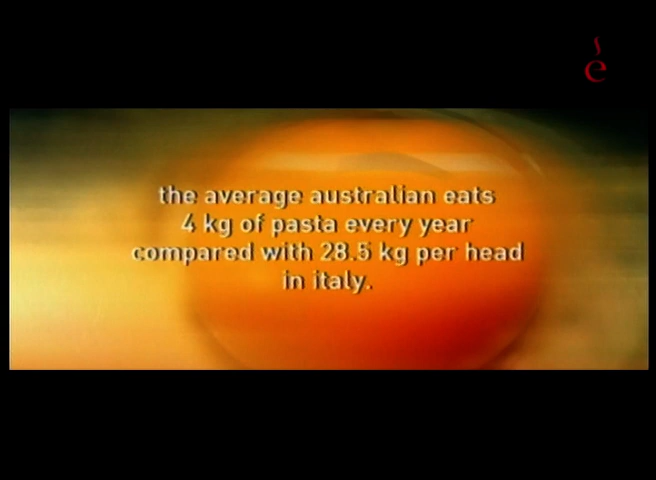 e
the average australian eats
4 kg of pasta every year
compared with 28.5 kg per head
in italy.